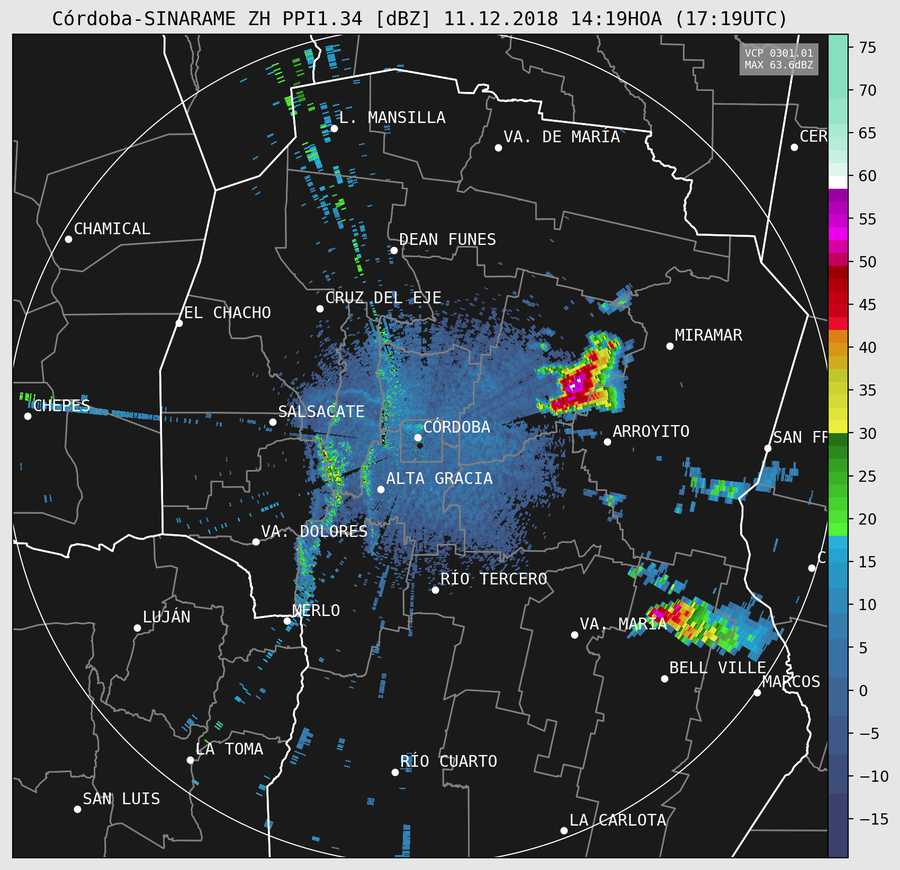 Córdoba-SINARAME ZH PPI1.34 [dBZ] 11.12.2018 14:19HOA (17:19UTC)
VCP 0301.01
MAX 63.6dBZ
L. MANSILLA
VA. DE MARÍA
CER
CHAMICAL
DEAN FUNES
EL CHACHO
CRUZ DEL EJE
MIRAMAR
CHEPES
SALSACATE
CÓRDOBA
ARROYITO
SAN FR
ALTA GRACIA
VA. DOLORES
C
RÍO TERCERO
LUJÁN
MERLO
VA. MARÍA
BELL VILLE
MARCOS
LA TOMA
RÍO CUARTO
SAN LUIS
LA CARLOTA
75
70
65
60
55
50
45
40
35
30
25
20
15
10
5
0
−5
−10
−15